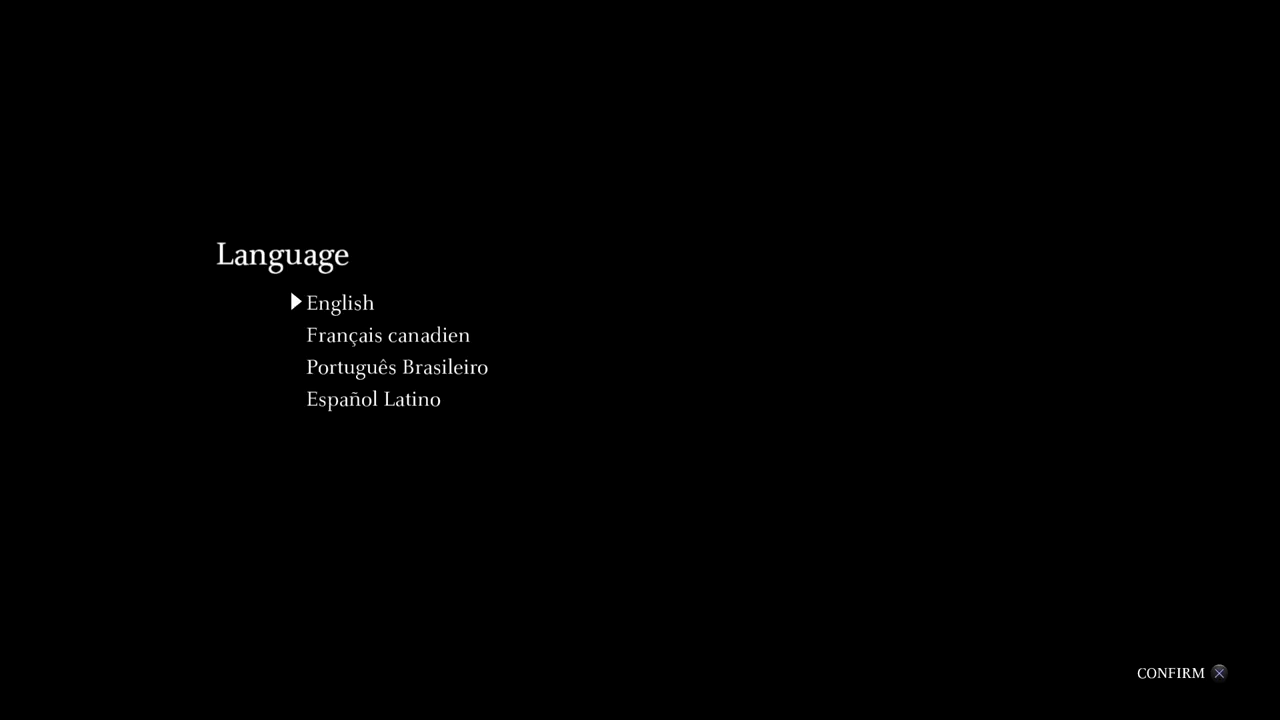 Language
English
Français canadien
Português Brasileiro
Español Latino
CONFIRM